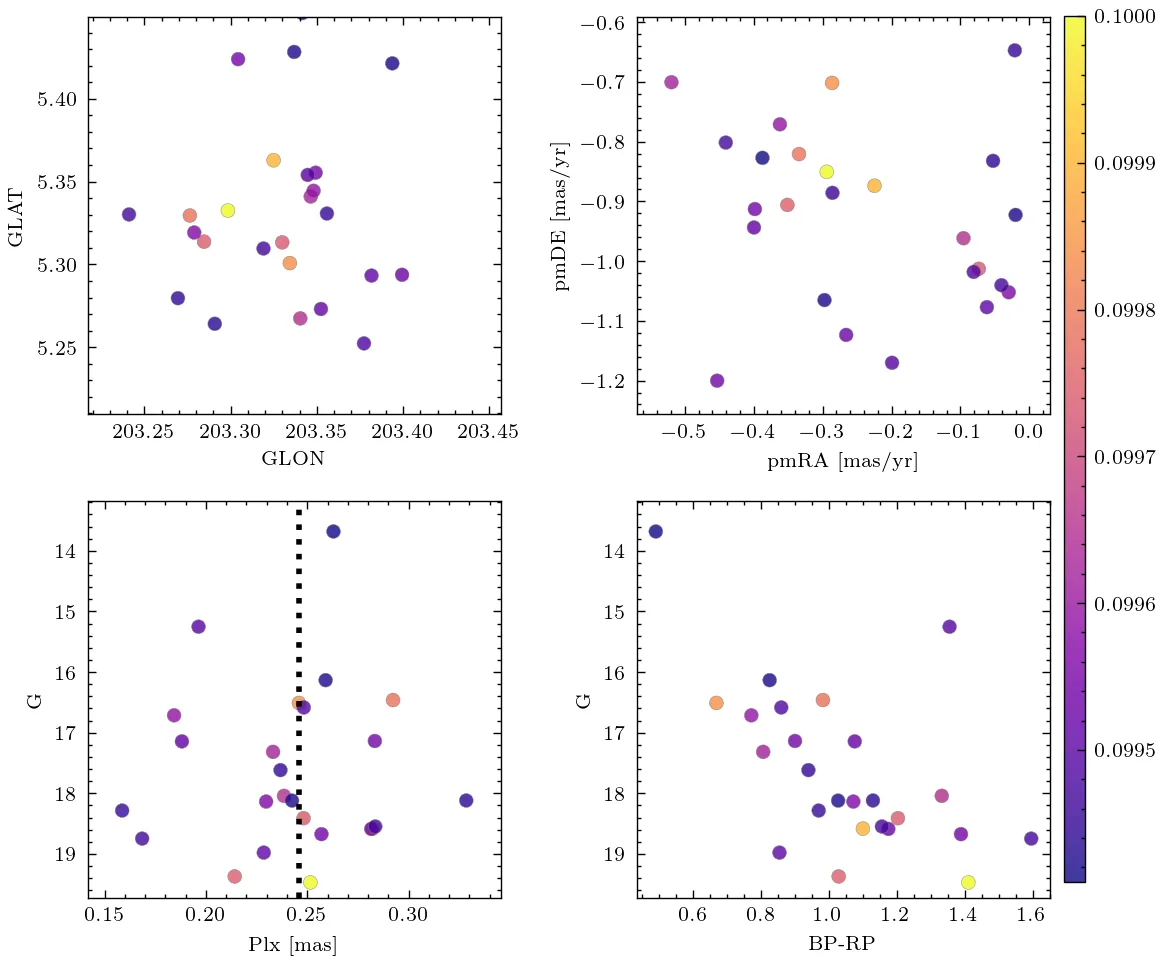 GLAT
5.40
5.35
5.30
5.25
203.25 203.30 203.35 203.40 203.45
GLON
pmDE [mas/yr]
−0.6
−0.7
−0.8
−0.9
−1.0
−1.1
−1.2
−0.5 −0.4 −0.3 −0.2 −0.1 0.0
pmRA [mas/yr]
G
14
15
16
17
18
19
0.15 0.20 0.25 0.30
Plx [mas]
G
14
15
16
17
18
19
0.6 0.8 1.0 1.2 1.4 1.6
BP-RP
0.1000
0.0999
0.0998
0.0997
0.0996
0.0995